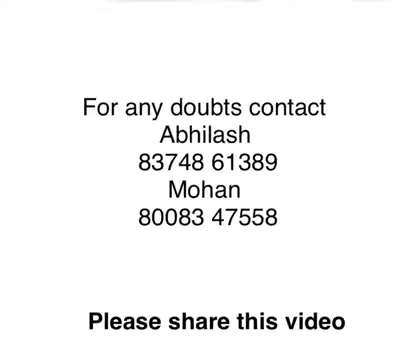 For any doubts contact
Abhilash
83748 61389
Mohan
80083 47558
Please share this video